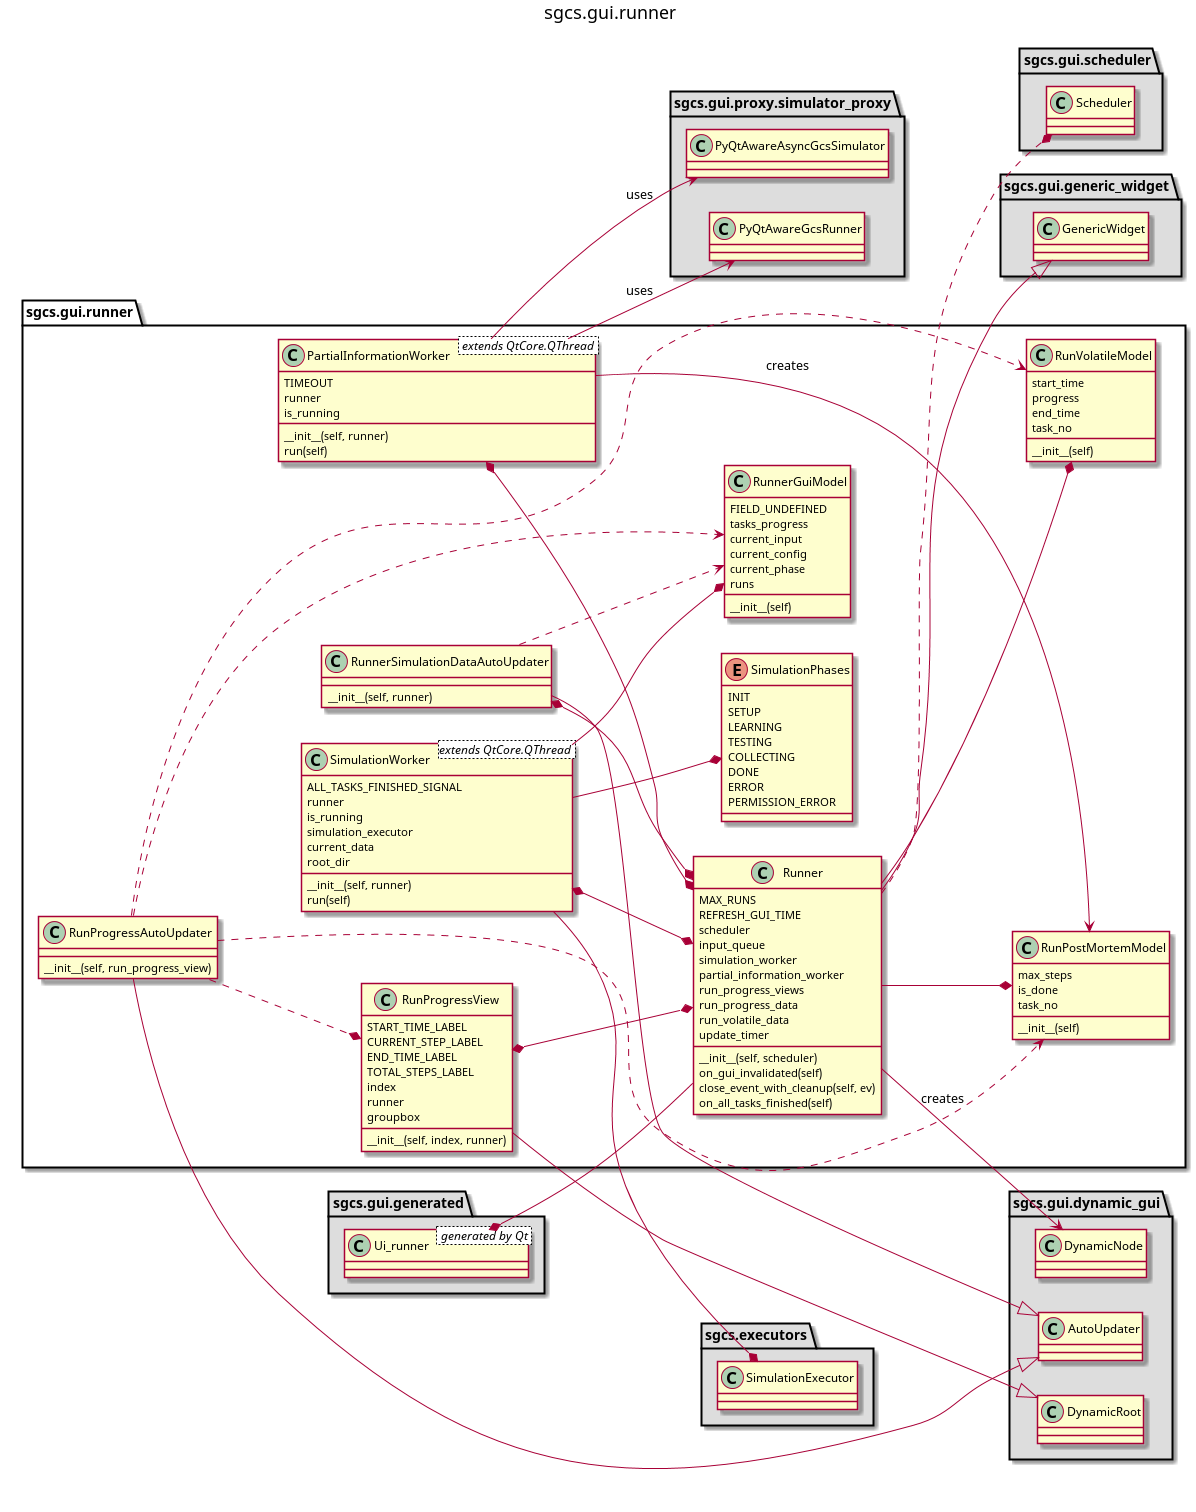 sgcs.gui.runner
sgcs.gui.scheduler
Scheduler
sgcs.gui.proxy.simulator_proxy
PyQtAwareAsyncGcsSimulator
PyQtAwareGcsRunner
uses
uses
sgcs.gui.generic_widget
GenericWidget
sgcs.gui.runner
PartialInformationWorker
extends QtCore.QThread
TIMEOUT
runner
is_running
__init__(self, runner)
run(self)
creates
RunVolatileModel
start_time
progress
end_time
task_no
__init__(self)
RunnerGuiModel
FIELD_UNDEFINED
tasks_progress
current_input
current_config
current_phase
runs
__init__(self)
RunnerSimulationDataAutoUpdater
__init__(self, runner)
SimulationPhases
INIT
SETUP
LEARNING
TESTING
COLLECTING
DONE
ERROR
PERMISSION_ERROR
SimulationWorker
extends QtCore.QThread
ALL_TASKS_FINISHED_SIGNAL
runner
is_running
simulation_executor
current_data
root_dir
__init__(self, runner)
run(self)
Runner
MAX_RUNS
REFRESH_GUI_TIME
scheduler
input_queue
simulation_worker
partial_information_worker
run_progress_views
run_progress_data
run_volatile_data
update_timer
__init__(self, scheduler)
on_gui_invalidated(self)
close_event_with_cleanup(self, ev)
on_all_tasks_finished(self)
RunProgressAutoUpdater
__init__(self, run_progress_view)
RunPostMortemModel
max_steps
is_done
task_no
__init__(self)
RunProgressView
START_TIME_LABEL
CURRENT_STEP_LABEL
END_TIME_LABEL
TOTAL_STEPS_LABEL
index
runner
groupbox
__init__(self, index, runner)
creates
sgcs.gui.generated
Ui_runner
generated by Qt
sgcs.gui.dynamic_gui
DynamicNode
AutoUpdater
DynamicRoot
sgcs.executors
SimulationExecutor